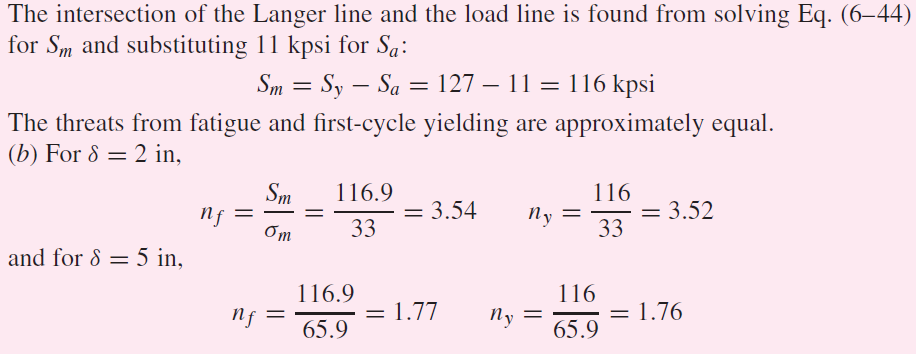 The intersection of the Langer line and the load line is found from solving Eq. (6–44)
for Sm and substituting 11 kpsi for Sa:
Sm = Sy − Sa = 127 − 11 = 116 kpsi
The threats from fatigue and first-cycle yielding are approximately equal.
(b) For δ = 2 in,
nf = Sm/σm = 116.9/33 = 3.54 ny = 116/33 = 3.52
and for δ = 5 in,
nf = 116.9/65.9 = 1.77 ny = 116/65.9 = 1.76